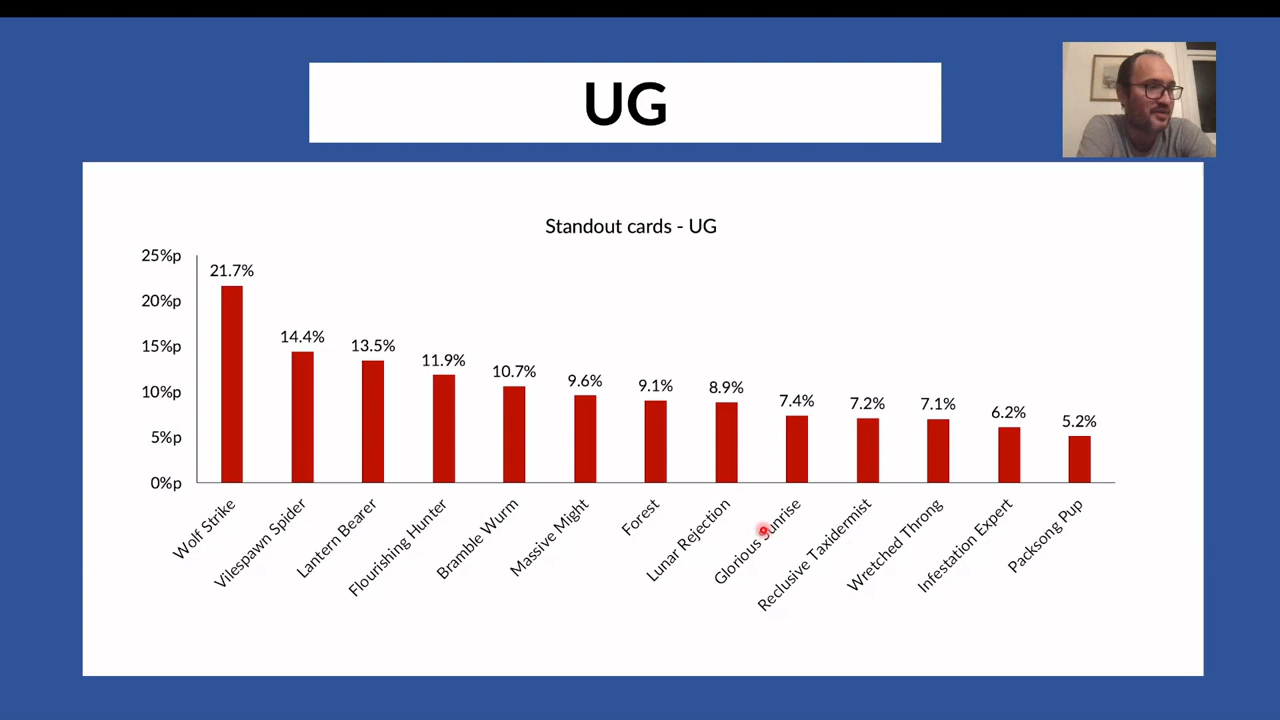 UG
Standout cards - UG
25%p
20%p
15%p
10%p
5%p
0%p
21.7%
14.4%
13.5%
11.9%
10.7%
9.6%
9.1%
8.9%
7.4%
7.2%
7.1%
6.2%
5.2%
Wolf Strike
Vilespawn Spider
Lantern Bearer
Flourishing Hunter
Bramble Wurm
Massive Might
Forest
Lunar Rejection
Glorious Sunrise
Reclusive Taxidermist
Wretched Throng
Infestation Expert
Packsong Pup